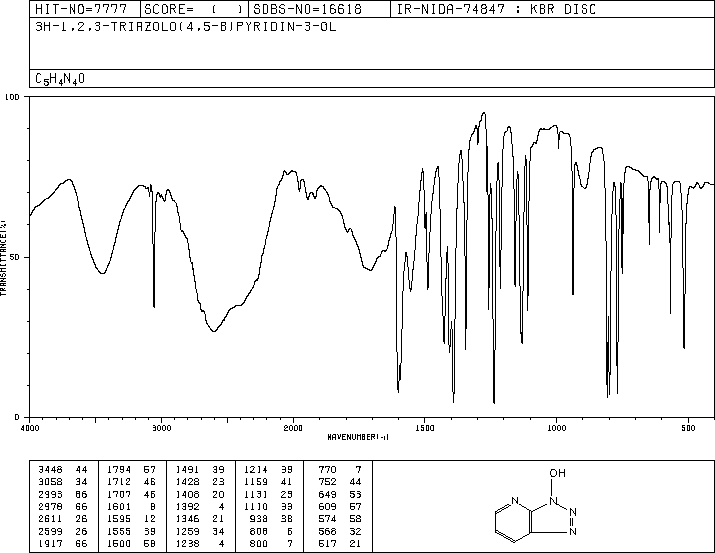 HIT-NO=7777 SCORE= ( ) SDBS-NO=16618 IR-NIDA-74847 : KBR DISC
3H-1,2,3-TRIAZOLO(4,5-B)PYRIDIN-3-OL
C5H4N4O
100
50
0
TRANSMITTANCE(%)
4000 3000 2000 1500 1000 500
WAVENUMBER(-1)
3448 44 1794 57 1491 39 1214 39 770 7
3058 34 1712 46 1428 23 1159 41 752 44
2993 66 1707 46 1408 20 1131 23 649 53
2978 66 1601 8 1392 4 1110 33 609 57
2611 26 1595 12 1346 21 938 38 574 58
2599 26 1555 39 1259 34 808 6 568 32
1917 66 1500 58 1238 4 800 7 517 21
OH
N N
N
N